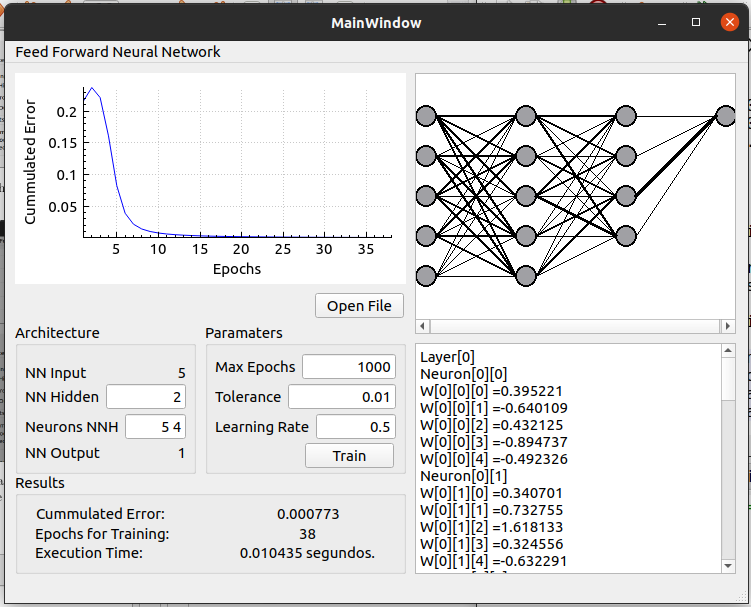 MainWindow
Feed Forward Neural Network
Cummulated Error
0.2
0.15
0.1
0.05
5 10 15 20 25 30 35
Epochs
Open File
Architecture
NN Input 5
NN Hidden 2
Neurons NNH 5 4
NN Output 1
Paramaters
Max Epochs 1000
Tolerance 0.01
Learning Rate 0.5
Train
Results
Cummulated Error: 0.000773
Epochs for Training: 38
Execution Time: 0.010435 segundos.
Layer[0]
Neuron[0][0]
W[0][0][0] =0.395221
W[0][0][1] =-0.640109
W[0][0][2] =0.432125
W[0][0][3] =-0.894737
W[0][0][4] =-0.492326
Neuron[0][1]
W[0][1][0] =0.340701
W[0][1][1] =0.732755
W[0][1][2] =1.618133
W[0][1][3] =0.324556
W[0][1][4] =-0.632291